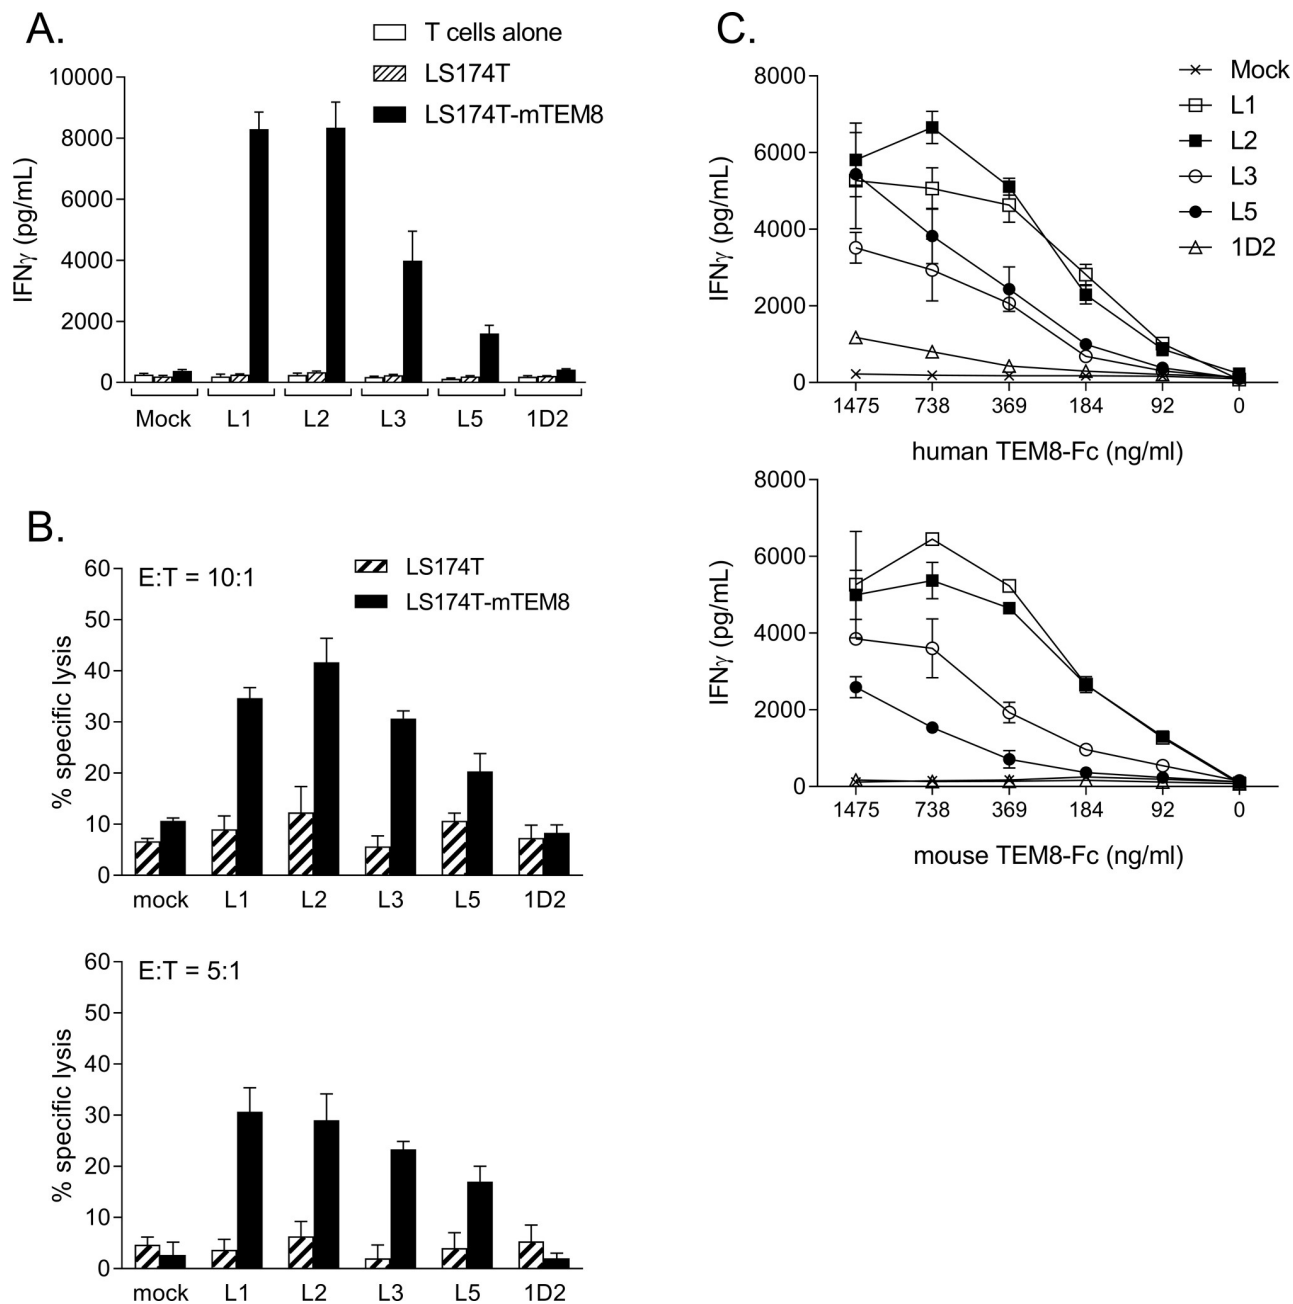 A.
T cells alone
LS174T
LS174T-mTEM8
IFNγ (pg/mL)
10000
8000
6000
4000
2000
0
Mock L1 L2 L3 L5 1D2
B.
E:T = 10:1
LS174T
LS174T-mTEM8
% specific lysis
60
50
40
30
20
10
0
mock L1 L2 L3 L5 1D2
E:T = 5:1
% specific lysis
60
50
40
30
20
10
0
mock L1 L2 L3 L5 1D2
C.
Mock
L1
L2
L3
L5
1D2
IFNγ (pg/mL)
8000
6000
4000
2000
0
1475 738 369 184 92 0
human TEM8-Fc (ng/ml)
IFNγ (pg/mL)
8000
6000
4000
2000
0
1475 738 369 184 92 0
mouse TEM8-Fc (ng/ml)